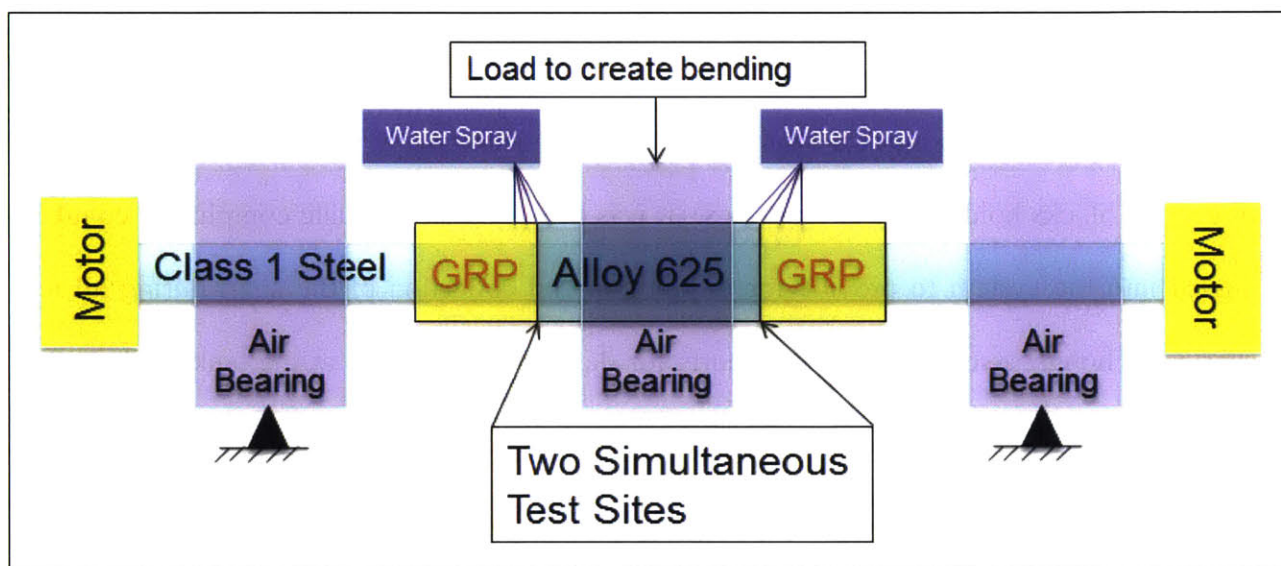 Load to create bending
Water Spray
Water Spray
Motor
Class 1 Steel
GRP
Alloy 625
GRP
Motor
Air
Bearing
Air
Bearing
Air
Bearing
Two Simultaneous
Test Sites